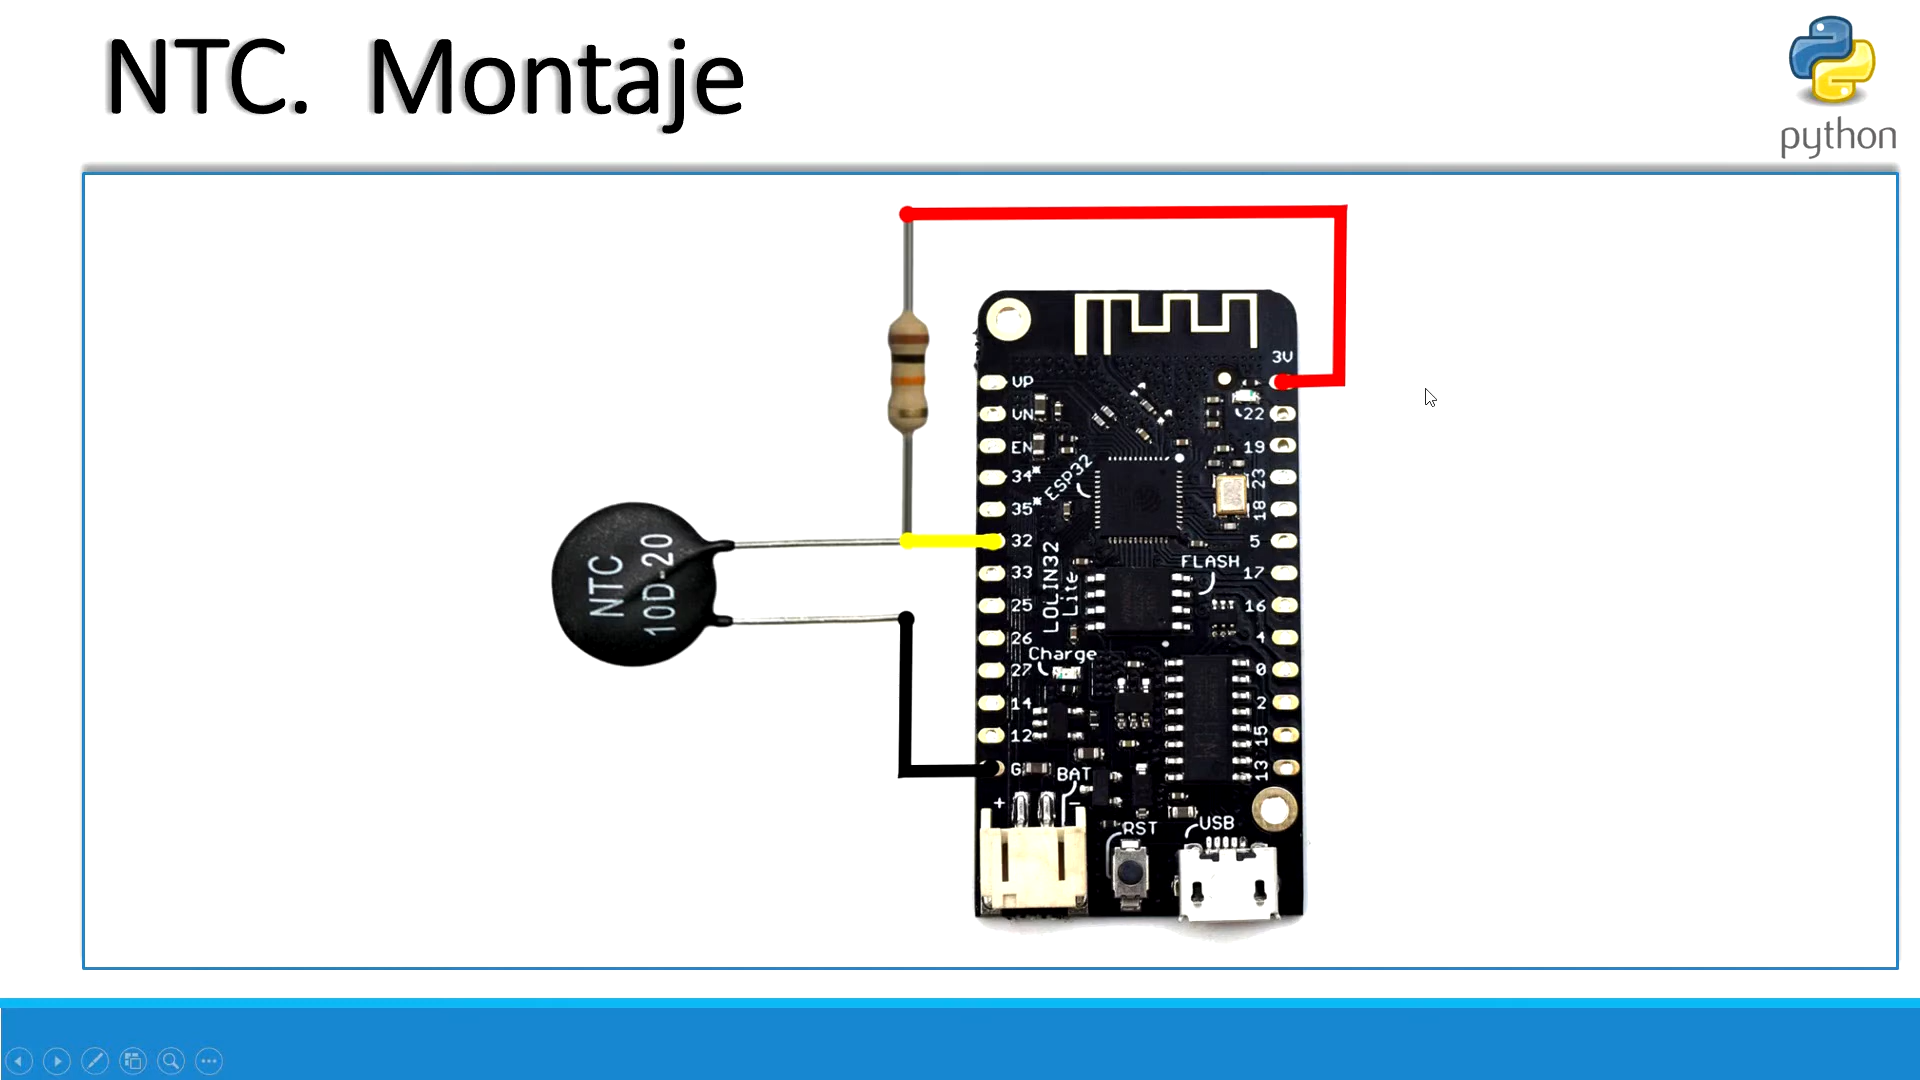 NTC. Montaje
python
3V
VP
22
VN
19
EN
23
34*
ESP32
18
35*
5
32
NTC
10D-20
LOLIN32
Lite
FLASH
17
33
16
25
4
26
Charge
0
27
2
14
15
12
13
G
BAT
+ -
RST
USB